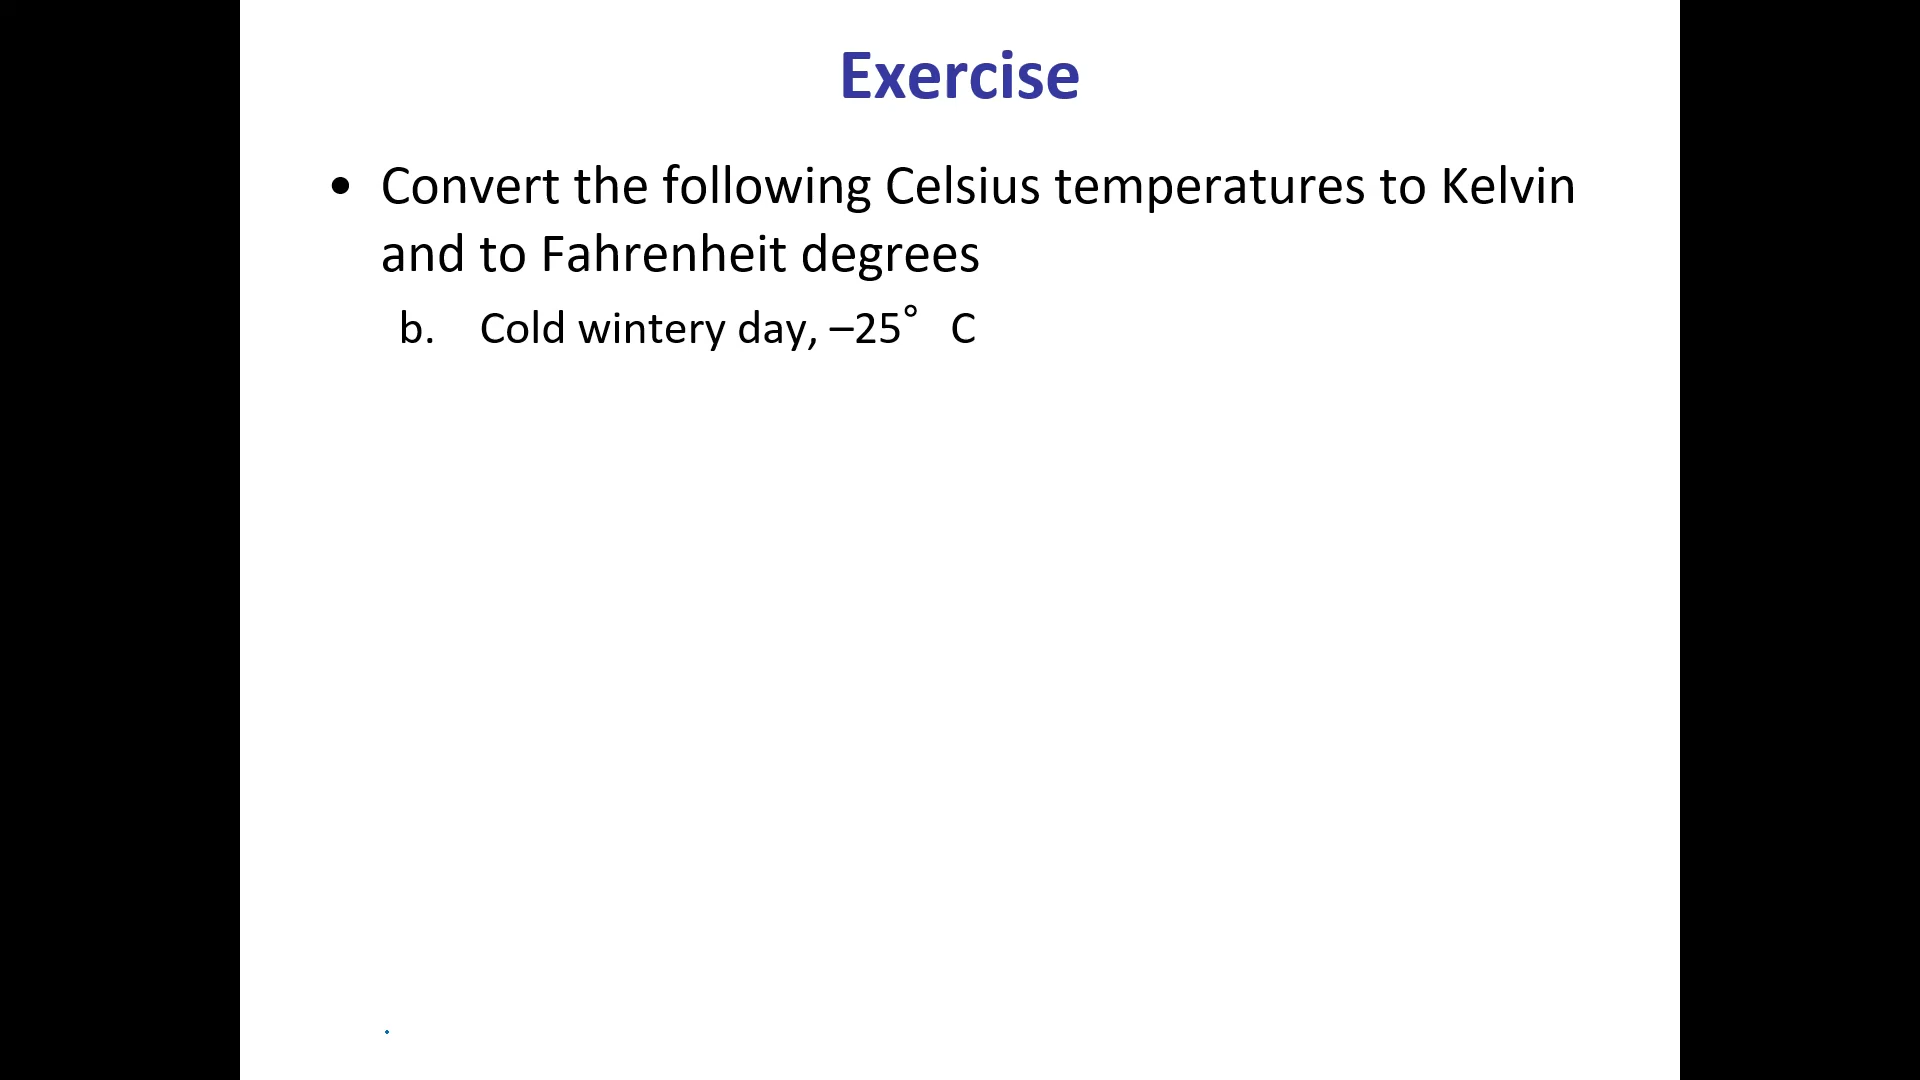 Exercise
• Convert the following Celsius temperatures to Kelvin
and to Fahrenheit degrees
b. Cold wintery day, –25° C